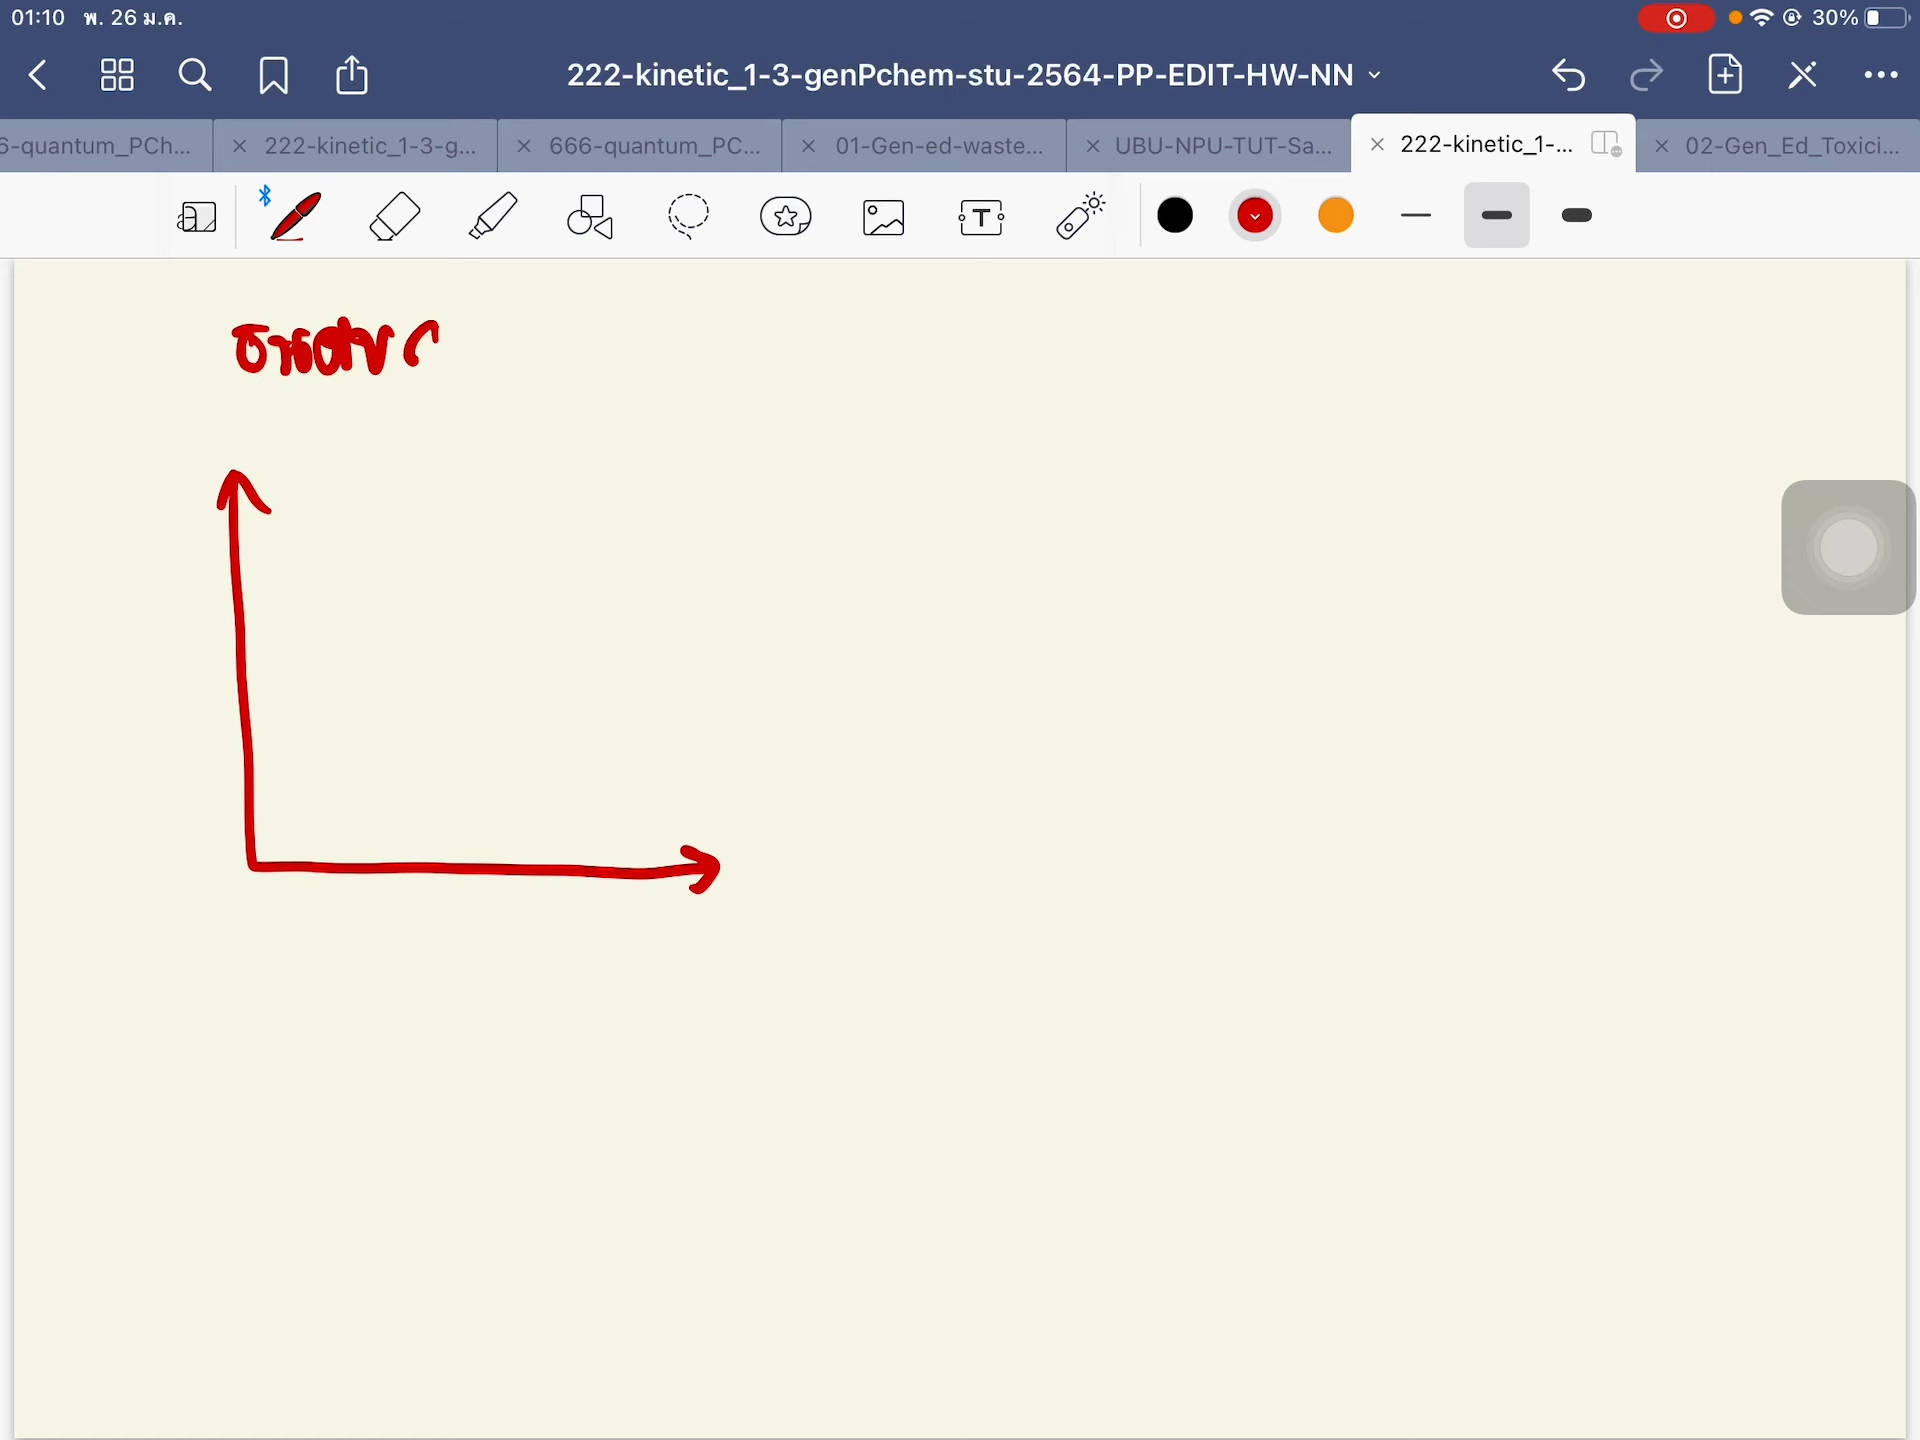 01:10 พ. 26 ม.ค. 30%
222-kinetic_1-3-genPchem-stu-2564-PP-EDIT-HW-NN
6-quantum_PCh... 222-kinetic_1-3-g... 666-quantum_PC... 01-Gen-ed-waste... UBU-NPU-TUT-Sa... 222-kinetic_1-... 02-Gen_Ed_Toxici...